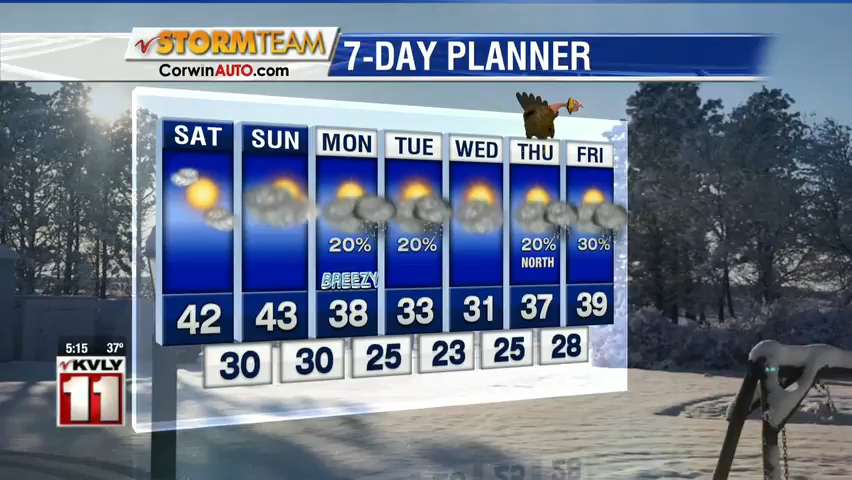 STORMTEAM
CorwinAUTO.com
7-DAY PLANNER
SAT SUN MON TUE WED THU FRI
20% 20% 20% 30%
NORTH
BREEZY
42 43 38 33 31 37 39
30 30 25 23 25 28
5:15 37°
KVLY
11